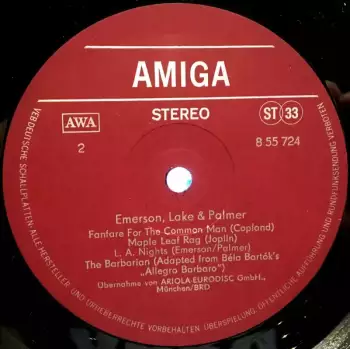 AMIGA
AWA
STEREO
ST 33
2
8 55 724
Emerson, Lake & Palmer
Fanfare For The Common Man (Copland)
Maple Leaf Rag (Joplin)
L. A. Nights (Emerson/Palmer)
The Barbarian (Adapted from Béla Bartók's
„Allegro Barbaro")
Übernahme von ARIOLA-EURODISC GmbH.,
München/BRD
VEB DEUTSCHE SCHALLPLATTEN · ALLE HERSTELLER- UND URHEBERRECHTE VORBEHALTEN. ÜBERSPIELUNG, ÖFFENTLICHE AUFFÜHRUNG UND RUNDFUNKSENDUNG VERBOTEN.